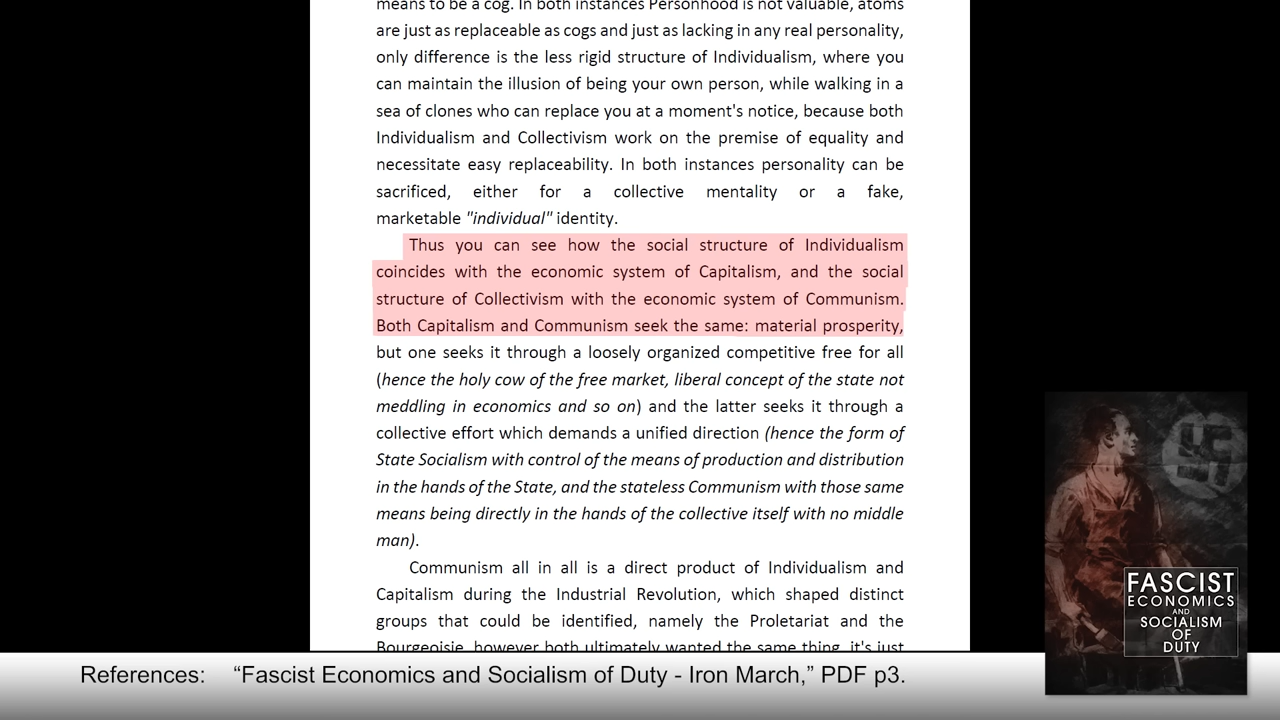 means to be a cog. In both instances Personhood is not valuable, atoms
are just as replaceable as cogs and just as lacking in any real personality,
only difference is the less rigid structure of Individualism, where you
can maintain the illusion of being your own person, while walking in a
sea of clones who can replace you at a moment's notice, because both
Individualism and Collectivism work on the premise of equality and
necessitate easy replaceability. In both instances personality can be
sacrificed, either for a collective mentality or a fake,
marketable "individual" identity.
Thus you can see how the social structure of Individualism
coincides with the economic system of Capitalism, and the social
structure of Collectivism with the economic system of Communism.
Both Capitalism and Communism seek the same: material prosperity,
but one seeks it through a loosely organized competitive free for all
(hence the holy cow of the free market, liberal concept of the state not
meddling in economics and so on) and the latter seeks it through a
collective effort which demands a unified direction (hence the form of
State Socialism with control of the means of production and distribution
in the hands of the State, and the stateless Communism with those same
means being directly in the hands of the collective itself with no middle
man).
Communism all in all is a direct product of Individualism and
Capitalism during the Industrial Revolution, which shaped distinct
groups that could be identified, namely the Proletariat and the
Bourgeoisie, however both ultimately wanted the same thing, it's just
FASCIST
ECONOMICS
AND
SOCIALISM
OF
DUTY
References: “Fascist Economics and Socialism of Duty - Iron March,” PDF p3.